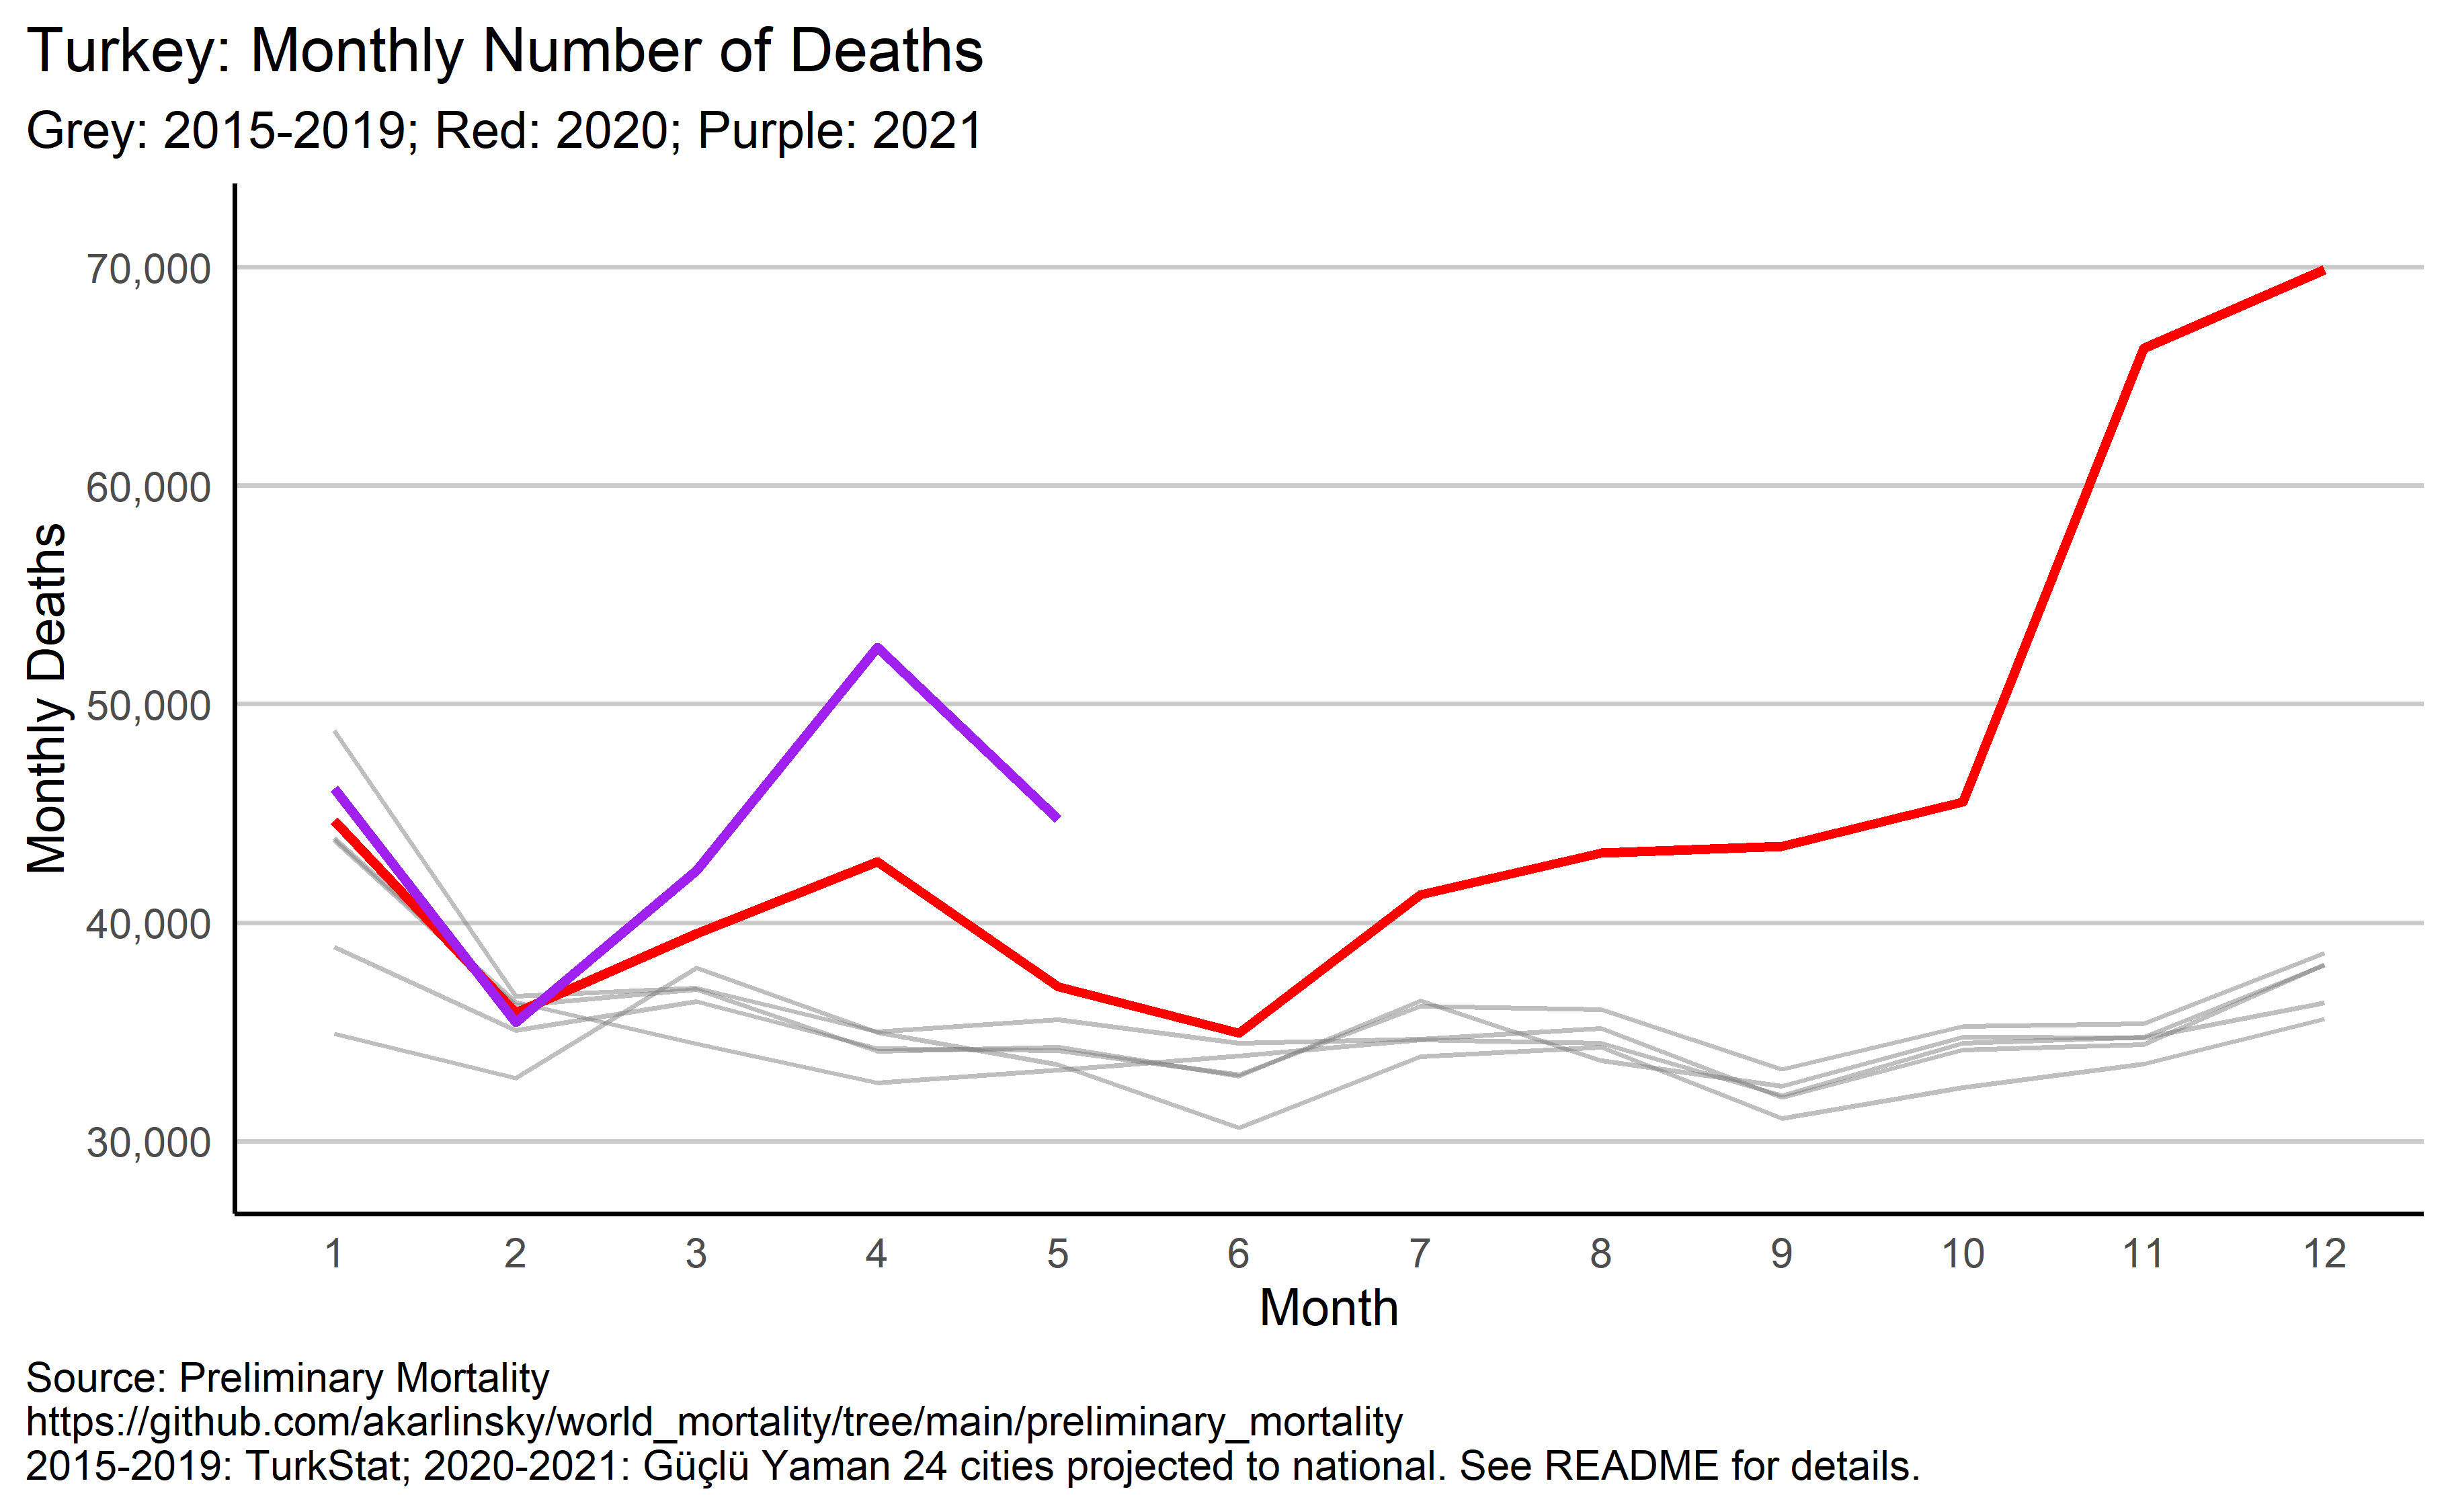 Turkey: Monthly Number of Deaths
Grey: 2015-2019; Red: 2020; Purple: 2021
70,000
60,000
50,000
40,000
30,000
Monthly Deaths
1 2 3 4 5 6 7 8 9 10 11 12
Month
Source: Preliminary Mortality
https://github.com/akarlinsky/world_mortality/tree/main/preliminary_mortality
2015-2019: TurkStat; 2020-2021: Güçlü Yaman 24 cities projected to national. See README for details.